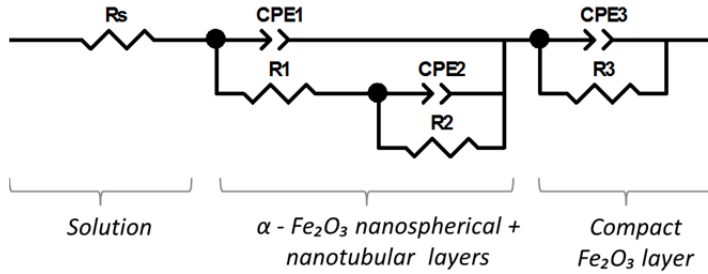 Rs
CPE1
CPE3
R1
CPE2
R3
R2
Solution
α - Fe₂O₃ nanospherical +
nanotubular layers
Compact
Fe₂O₃ layer